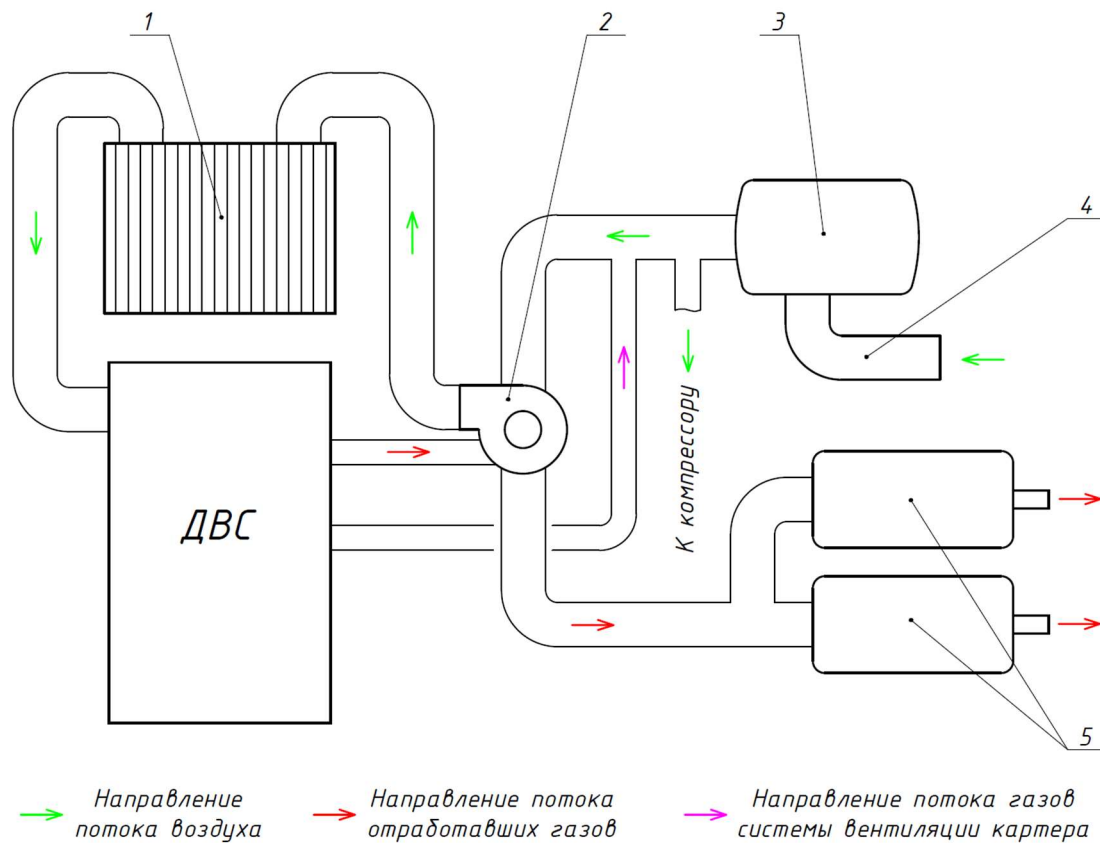 1
2
3
4
К компрессору
ДВС
5
Направление
потока воздуха
Направление потока
отработавших газов
Направление потока газов
системы вентиляции картера